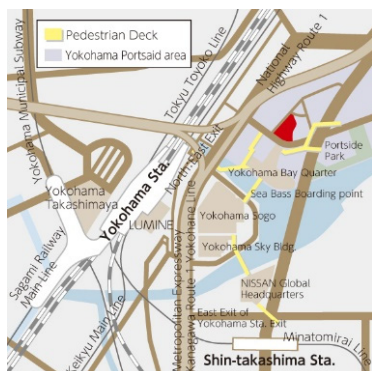 Pedestrian Deck
Yokohama Portsaid area
Yokohama Municipal Subway
Tokyu Toyoko Line
National
Highway Route 1
Portside
Park
North-East Exit
Yokohama Bay Quarter
Sea Bass Boarding point
Yokohama
Takashimaya
Yokohama Sta.
LUMINE
Yokohama Sogo
Yokohama Sky Bldg.
Sagami Railway
Main Line
NISSAN Global
Headquarters
Metropolitan Expressway
Kanagawa Route 1 Yokohane Line
East Exit of
Yokohama Sta. Exit
Keikyu Main Line
Minatomirai Line
Shin-takashima Sta.